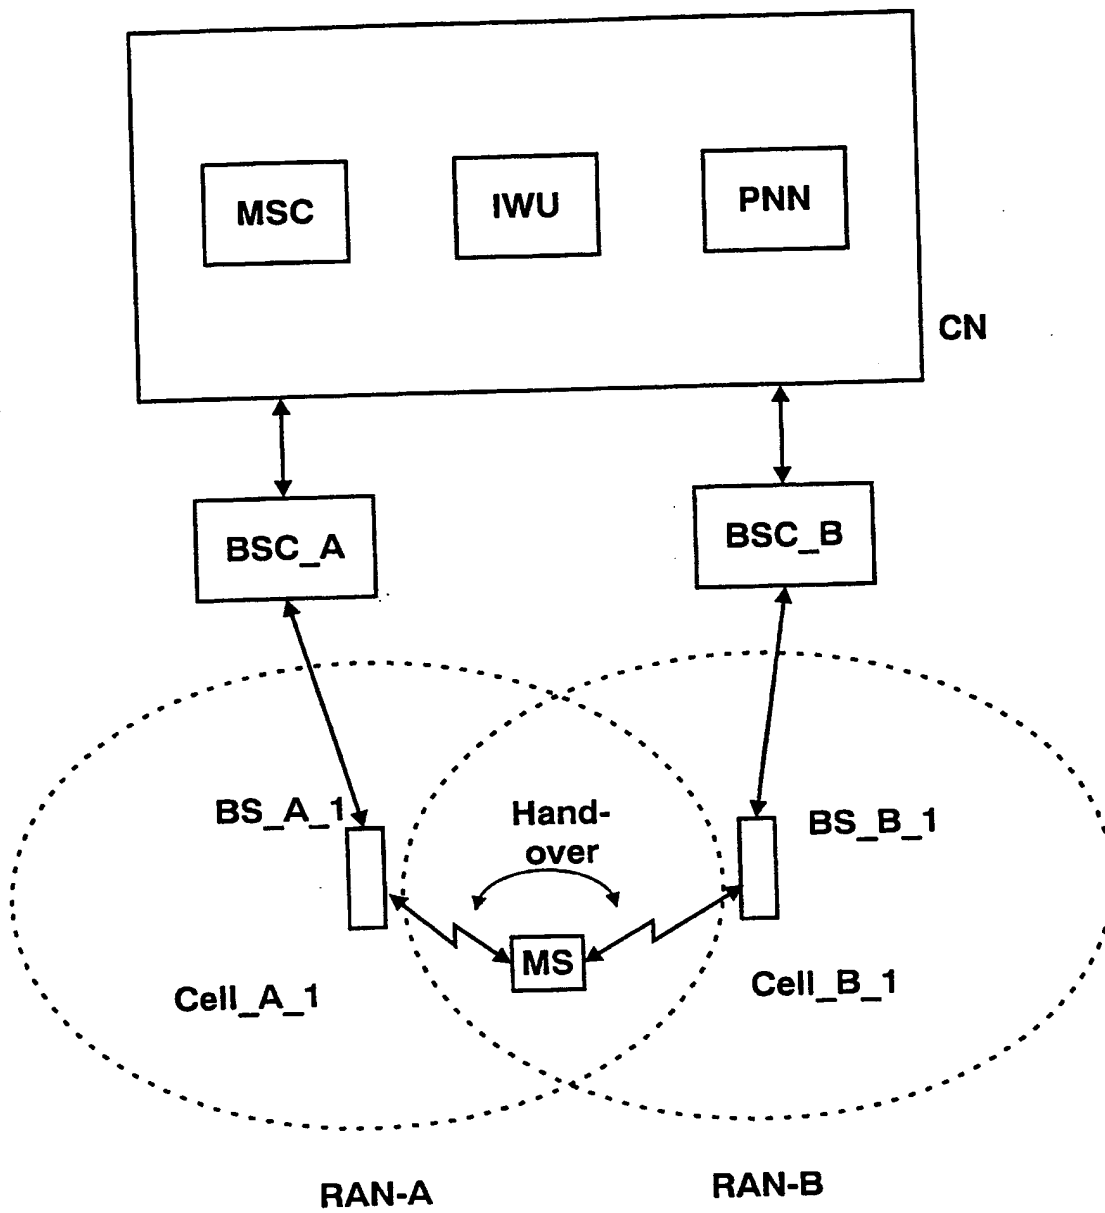 MSC
IWU
PNN
CN
BSC_A
BSC_B
BS_A_1
Hand-
over
BS_B_1
MS
Cell_A_1
Cell_B_1
RAN-A
RAN-B